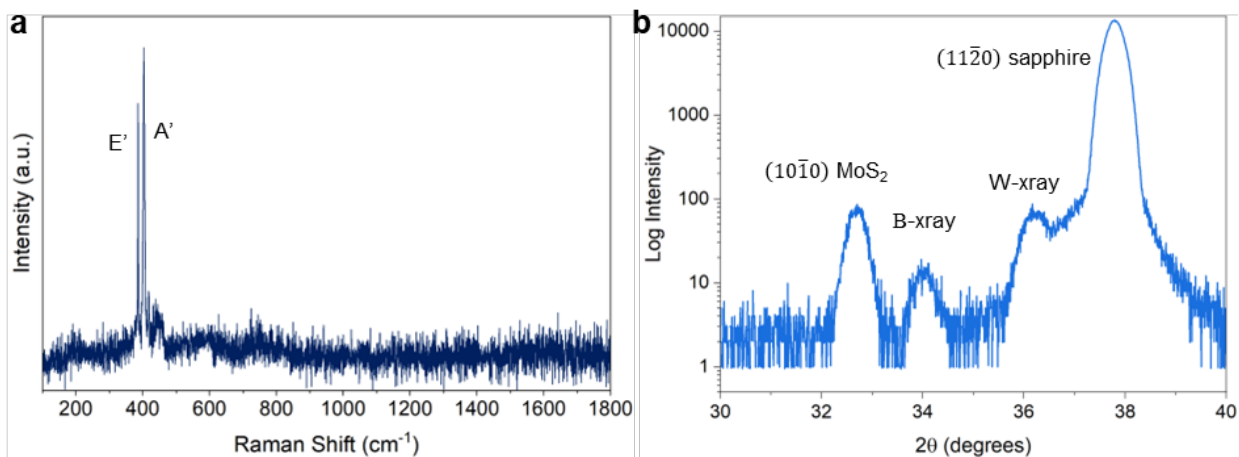 a
E'
A'
Intensity (a.u.)
200 400 600 800 1000 1200 1400 1600 1800
Raman Shift (cm⁻¹)
b
10000
1000
100
10
1
Log Intensity
(112̅0) sapphire
(101̅0) MoS₂
W-xray
B-xray
30 32 34 36 38 40
2θ (degrees)